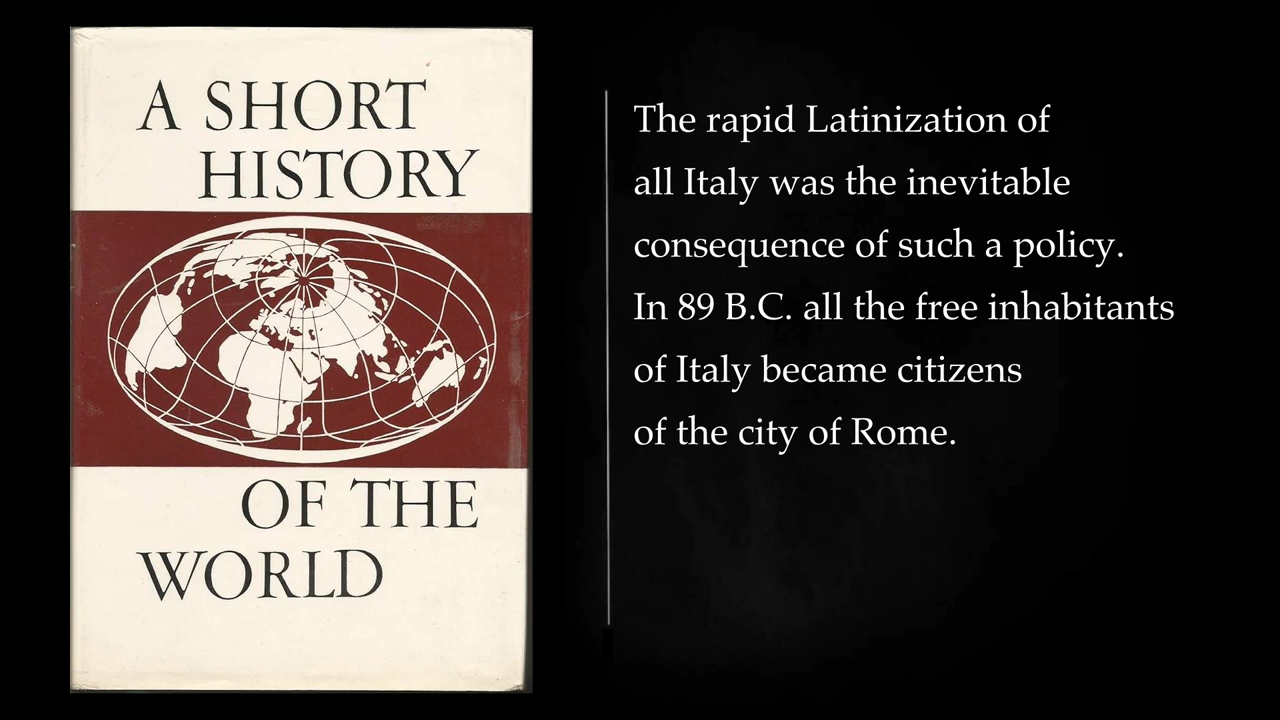 A SHORT
HISTORY
OF THE
WORLD
The rapid Latinization of
all Italy was the inevitable
consequence of such a policy.
In 89 B.C. all the free inhabitants
of Italy became citizens
of the city of Rome.